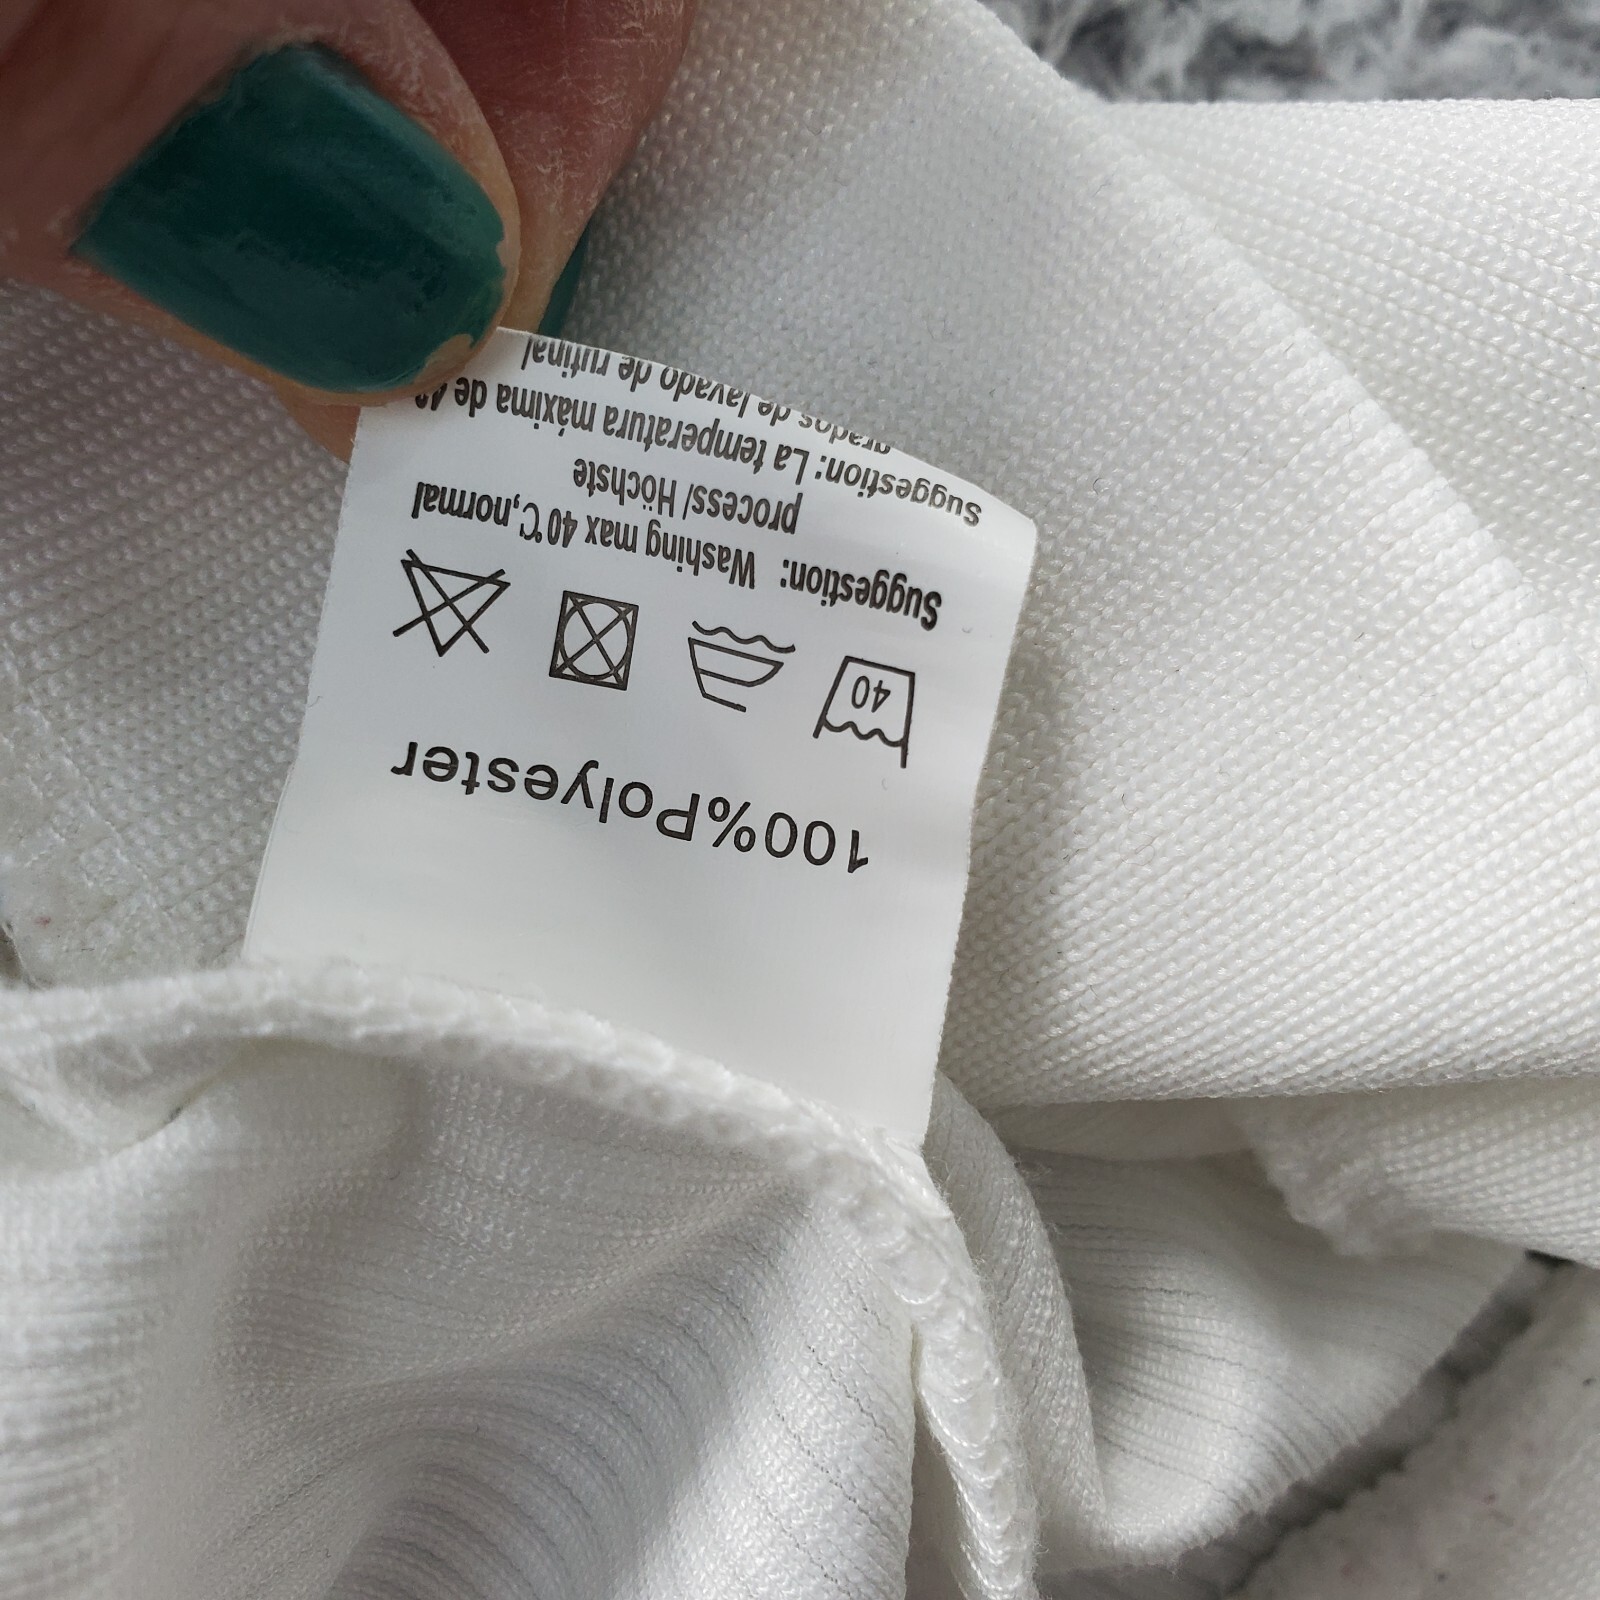 100%Polyester
40
Suggestion: Washing max 40℃,normal
process/ Höchste
Suggestion: La temperatura máxima de
grados de lavado de rutinal